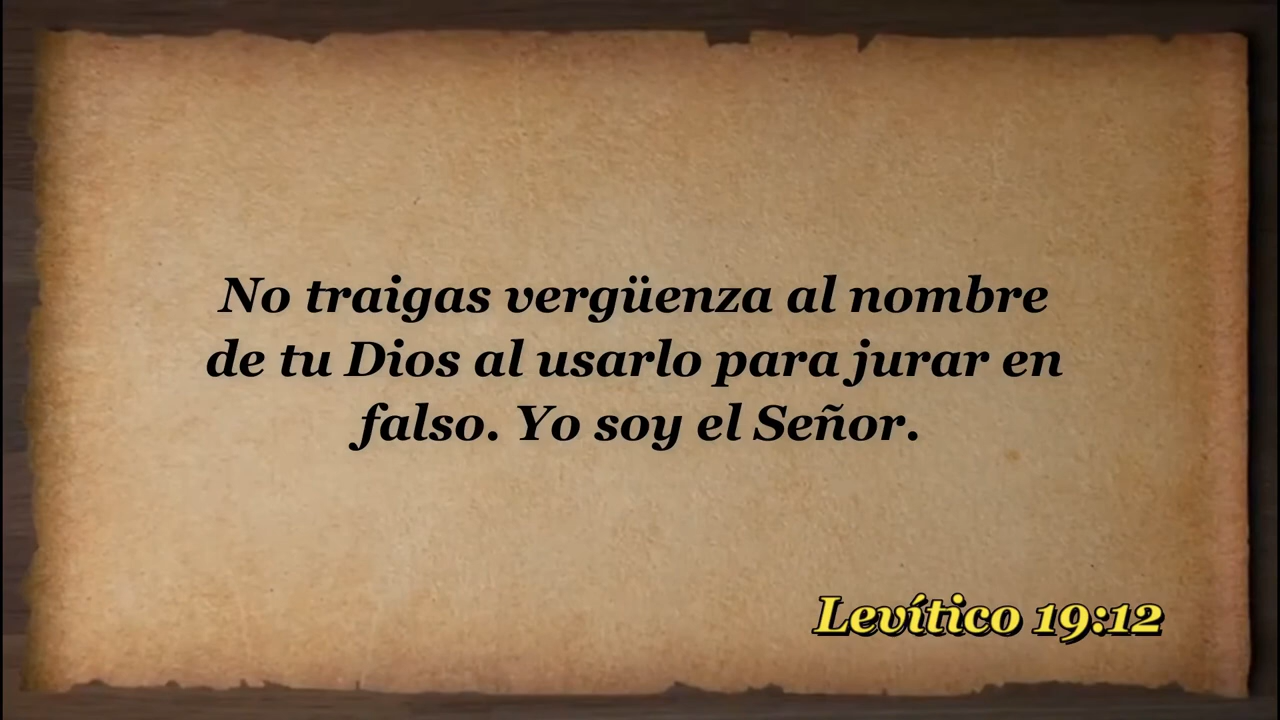 No traigas vergüenza al nombre
de tu Dios al usarlo para jurar en
falso. Yo soy el Señor.
Levítico 19:12